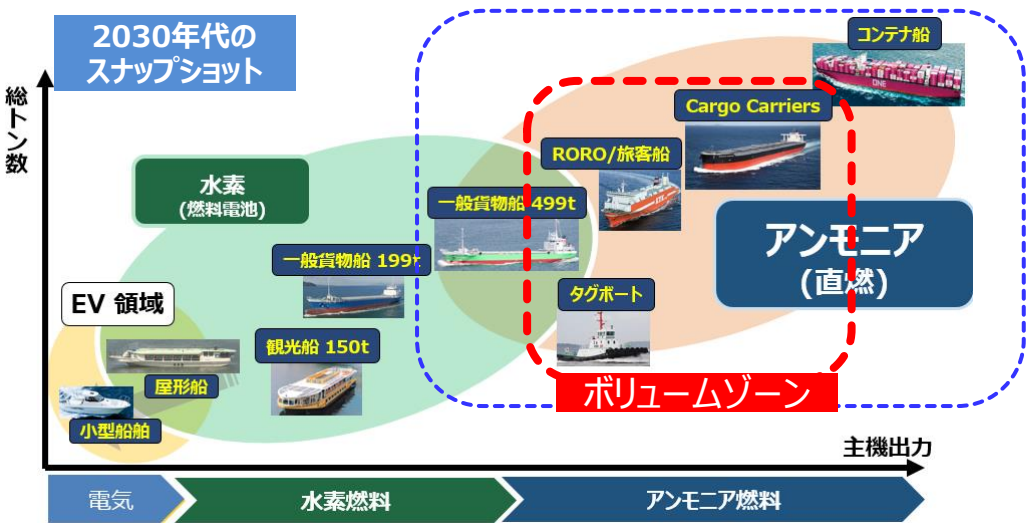 2030年代の
スナップショット
コンテナ船
ONE
総トン数
Cargo Carriers
RORO/旅客船
水素
(燃料電池)
一般貨物船 499t
アンモニア
(直燃)
一般貨物船 199t
EV 領域
タグボート
観光船 150t
屋形船
ボリュームゾーン
小型船舶
主機出力
電気
水素燃料
アンモニア燃料